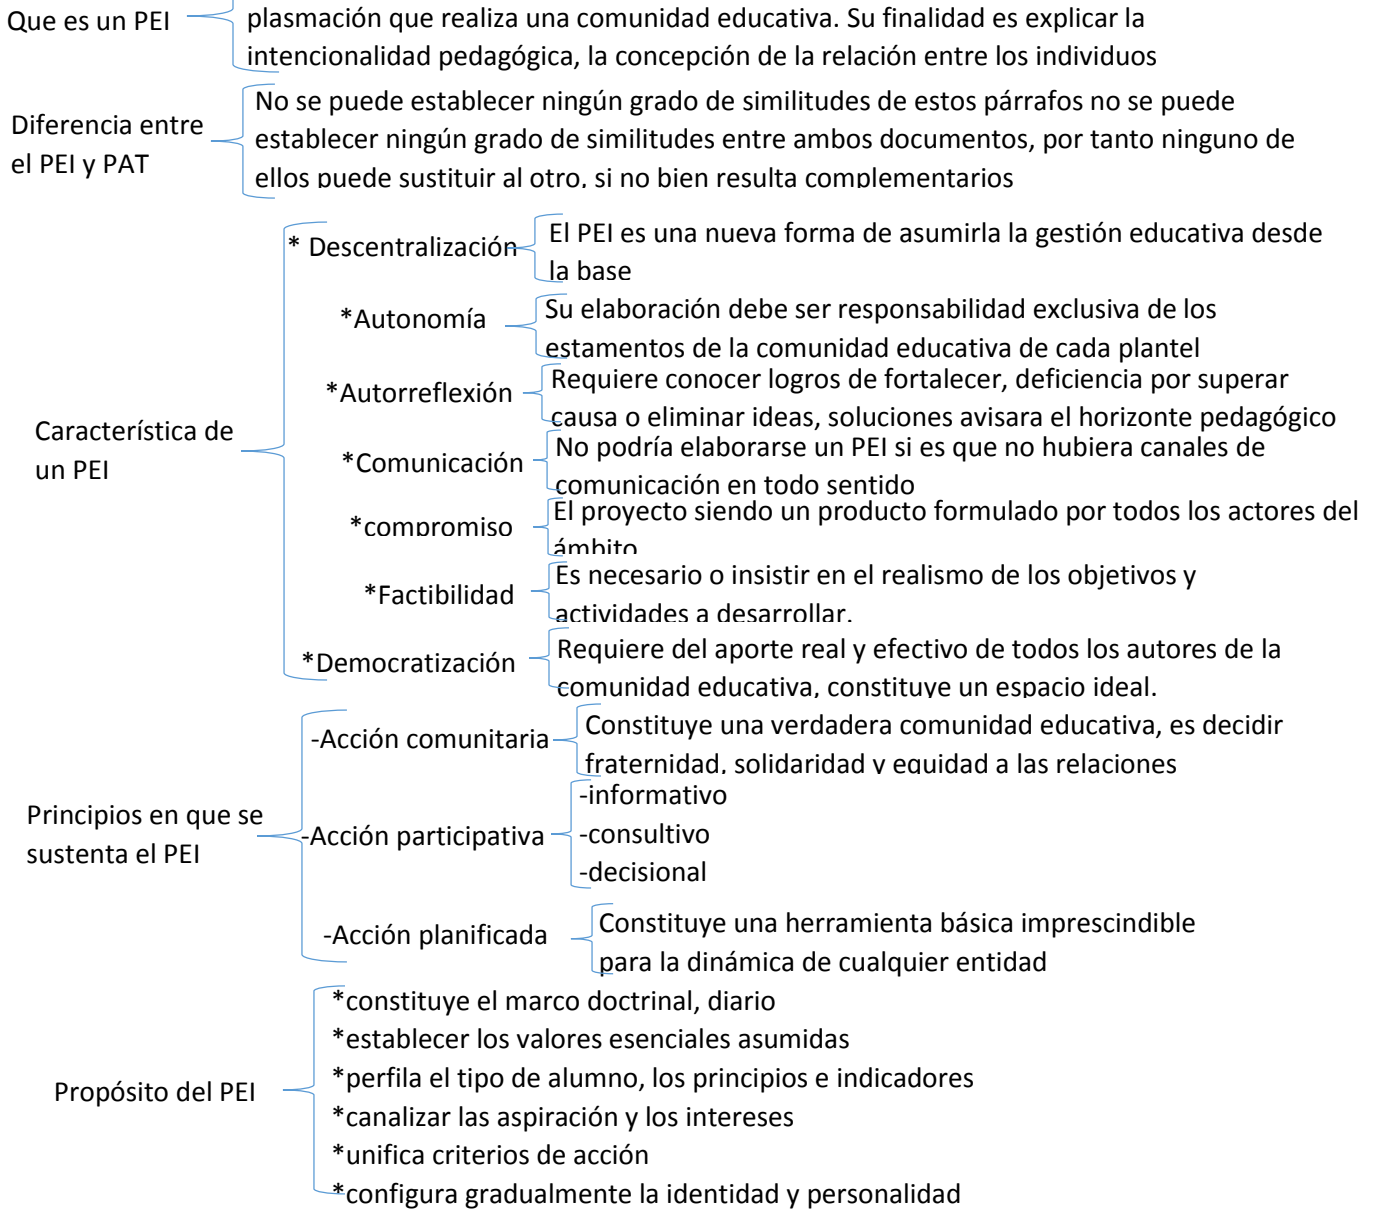 Que es un PEI
plasmación que realiza una comunidad educativa. Su finalidad es explicar la
intencionalidad pedagógica, la concepción de la relación entre los individuos
Diferencia entre
el PEI y PAT
No se puede establecer ningún grado de similitudes de estos párrafos no se puede
establecer ningún grado de similitudes entre ambos documentos, por tanto ninguno de
ellos puede sustituir al otro, si no bien resulta complementarios
Característica de
un PEI
* Descentralización
El PEI es una nueva forma de asumirla la gestión educativa desde
la base
*Autonomía
Su elaboración debe ser responsabilidad exclusiva de los
estamentos de la comunidad educativa de cada plantel
*Autorreflexión
Requiere conocer logros de fortalecer, deficiencia por superar
causa o eliminar ideas, soluciones avisara el horizonte pedagógico
*Comunicación
No podría elaborarse un PEI si es que no hubiera canales de
comunicación en todo sentido
*compromiso
El proyecto siendo un producto formulado por todos los actores del
ámbito
*Factibilidad
Es necesario o insistir en el realismo de los objetivos y
actividades a desarrollar.
*Democratización
Requiere del aporte real y efectivo de todos los autores de la
comunidad educativa, constituye un espacio ideal.
Principios en que se
sustenta el PEI
-Acción comunitaria
Constituye una verdadera comunidad educativa, es decidir
fraternidad, solidaridad y equidad a las relaciones
-Acción participativa
-informativo
-consultivo
-decisional
-Acción planificada
Constituye una herramienta básica imprescindible
para la dinámica de cualquier entidad
Propósito del PEI
*constituye el marco doctrinal, diario
*establecer los valores esenciales asumidas
*perfila el tipo de alumno, los principios e indicadores
*canalizar las aspiración y los intereses
*unifica criterios de acción
*configura gradualmente la identidad y personalidad